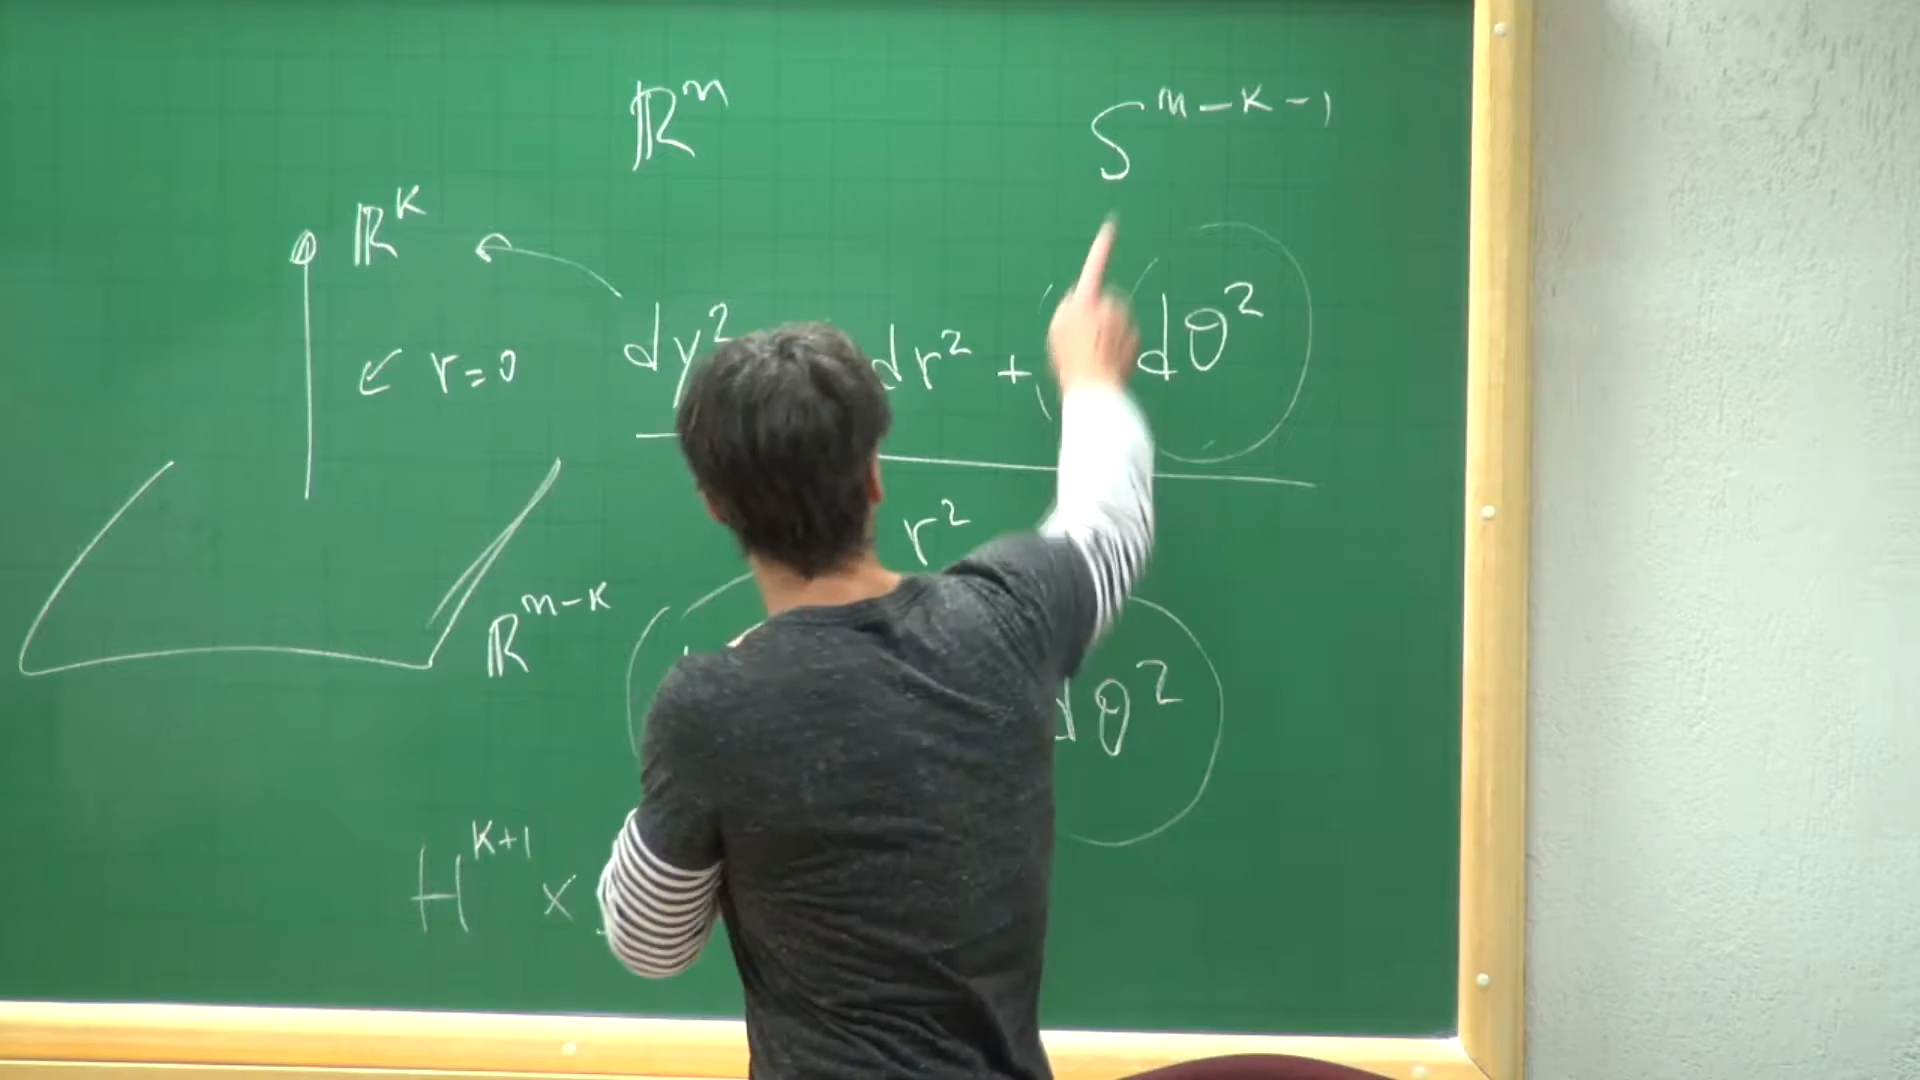 ℝⁿ
S^{n-k-1}
ℝᵏ
← r=0
dy² dr² + dθ²
r²
ℝ^{n-k}
dθ²
H^{k+1} ×